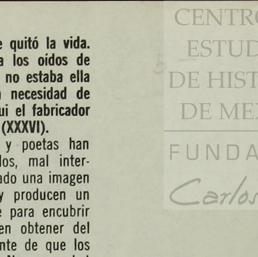 e quitó la vida.
a los oídos de
no estaba ella
n necesidad de
ui el fabricador
(XXXVI).
y poetas han
los, mal inter-
ado una imagen
y producen un
e para encubrir
en obtener del
nte de que los
CENTRO
ESTUD
DE HIST
DE ME
FUNDA
Carlos